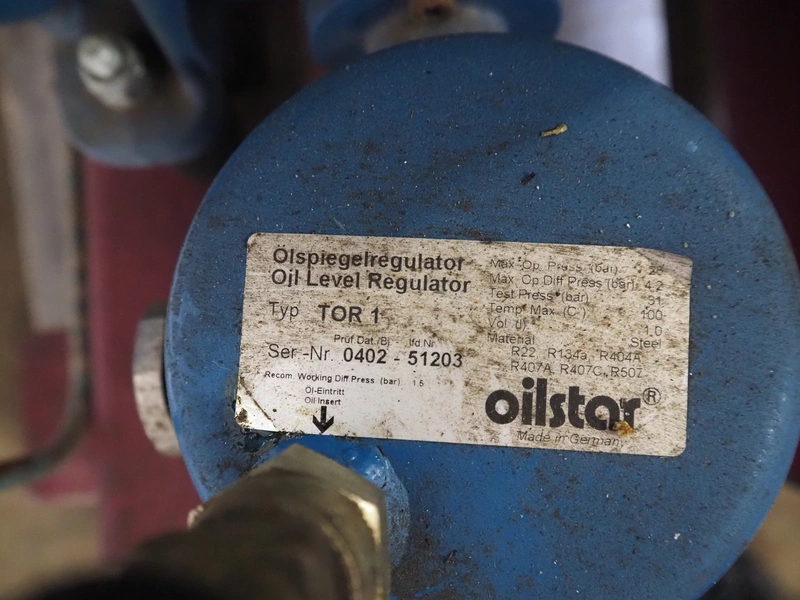 Ölspiegelregulator
Oil Level Regulator
Typ TOR 1
Prüf Dat./Bj. lfd.Nr.
Ser.-Nr. 0402 - 51203
Recom. Working Diff Press (bar) 1.5
Öl-Eintritt
Oil Insert
Max Op. Press (bar) 28
Max Op Diff Press (bar) 4.2
Test Press (bar) 31
Temp Max (C) 100
Vol (l) 1.0
Material Steel
R22 R134a, R404A
R407A, R407C, R507
oilstar®
Made in Germany